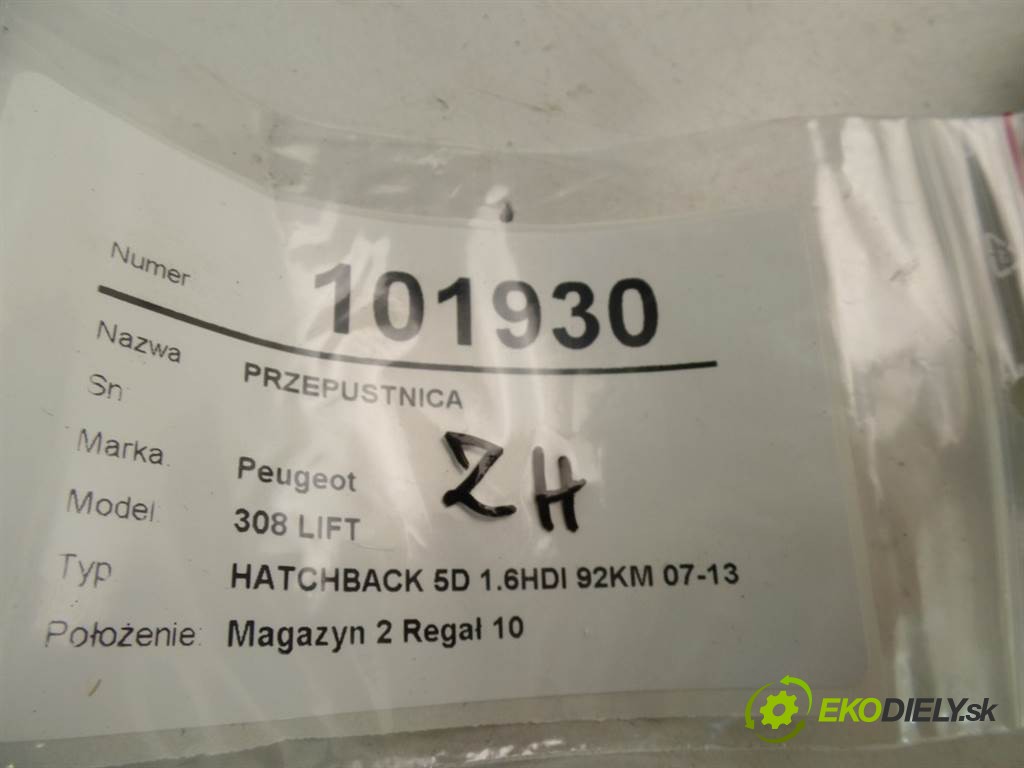 Numer 101930
Nazwa PRZEPUSTNICA
Sn
Marka Peugeot
ZH
Model 308 LIFT
Typ HATCHBACK 5D 1.6HDI 92KM 07-13
Położenie: Magazyn 2 Regał 10
EKODIELY.sk